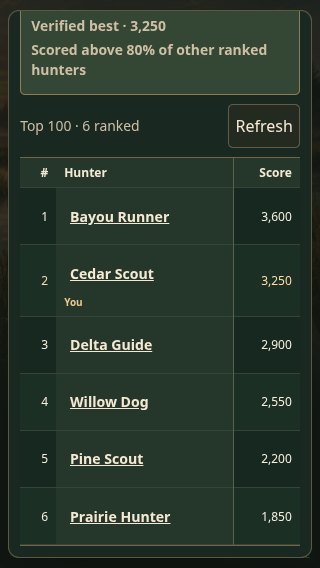 Verified best · 3,250
Scored above 80% of other ranked
hunters
Top 100 · 6 ranked
Refresh
# Hunter Score
1 Bayou Runner 3,600
2 Cedar Scout 3,250
You
3 Delta Guide 2,900
4 Willow Dog 2,550
5 Pine Scout 2,200
6 Prairie Hunter 1,850